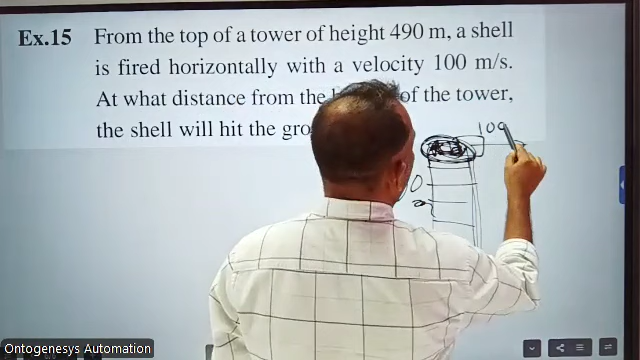 Ex.15 From the top of a tower of height 490 m, a shell
is fired horizontally with a velocity 100 m/s.
At what distance from the of the tower,
the shell will hit the
100
Ontogenesys Automation